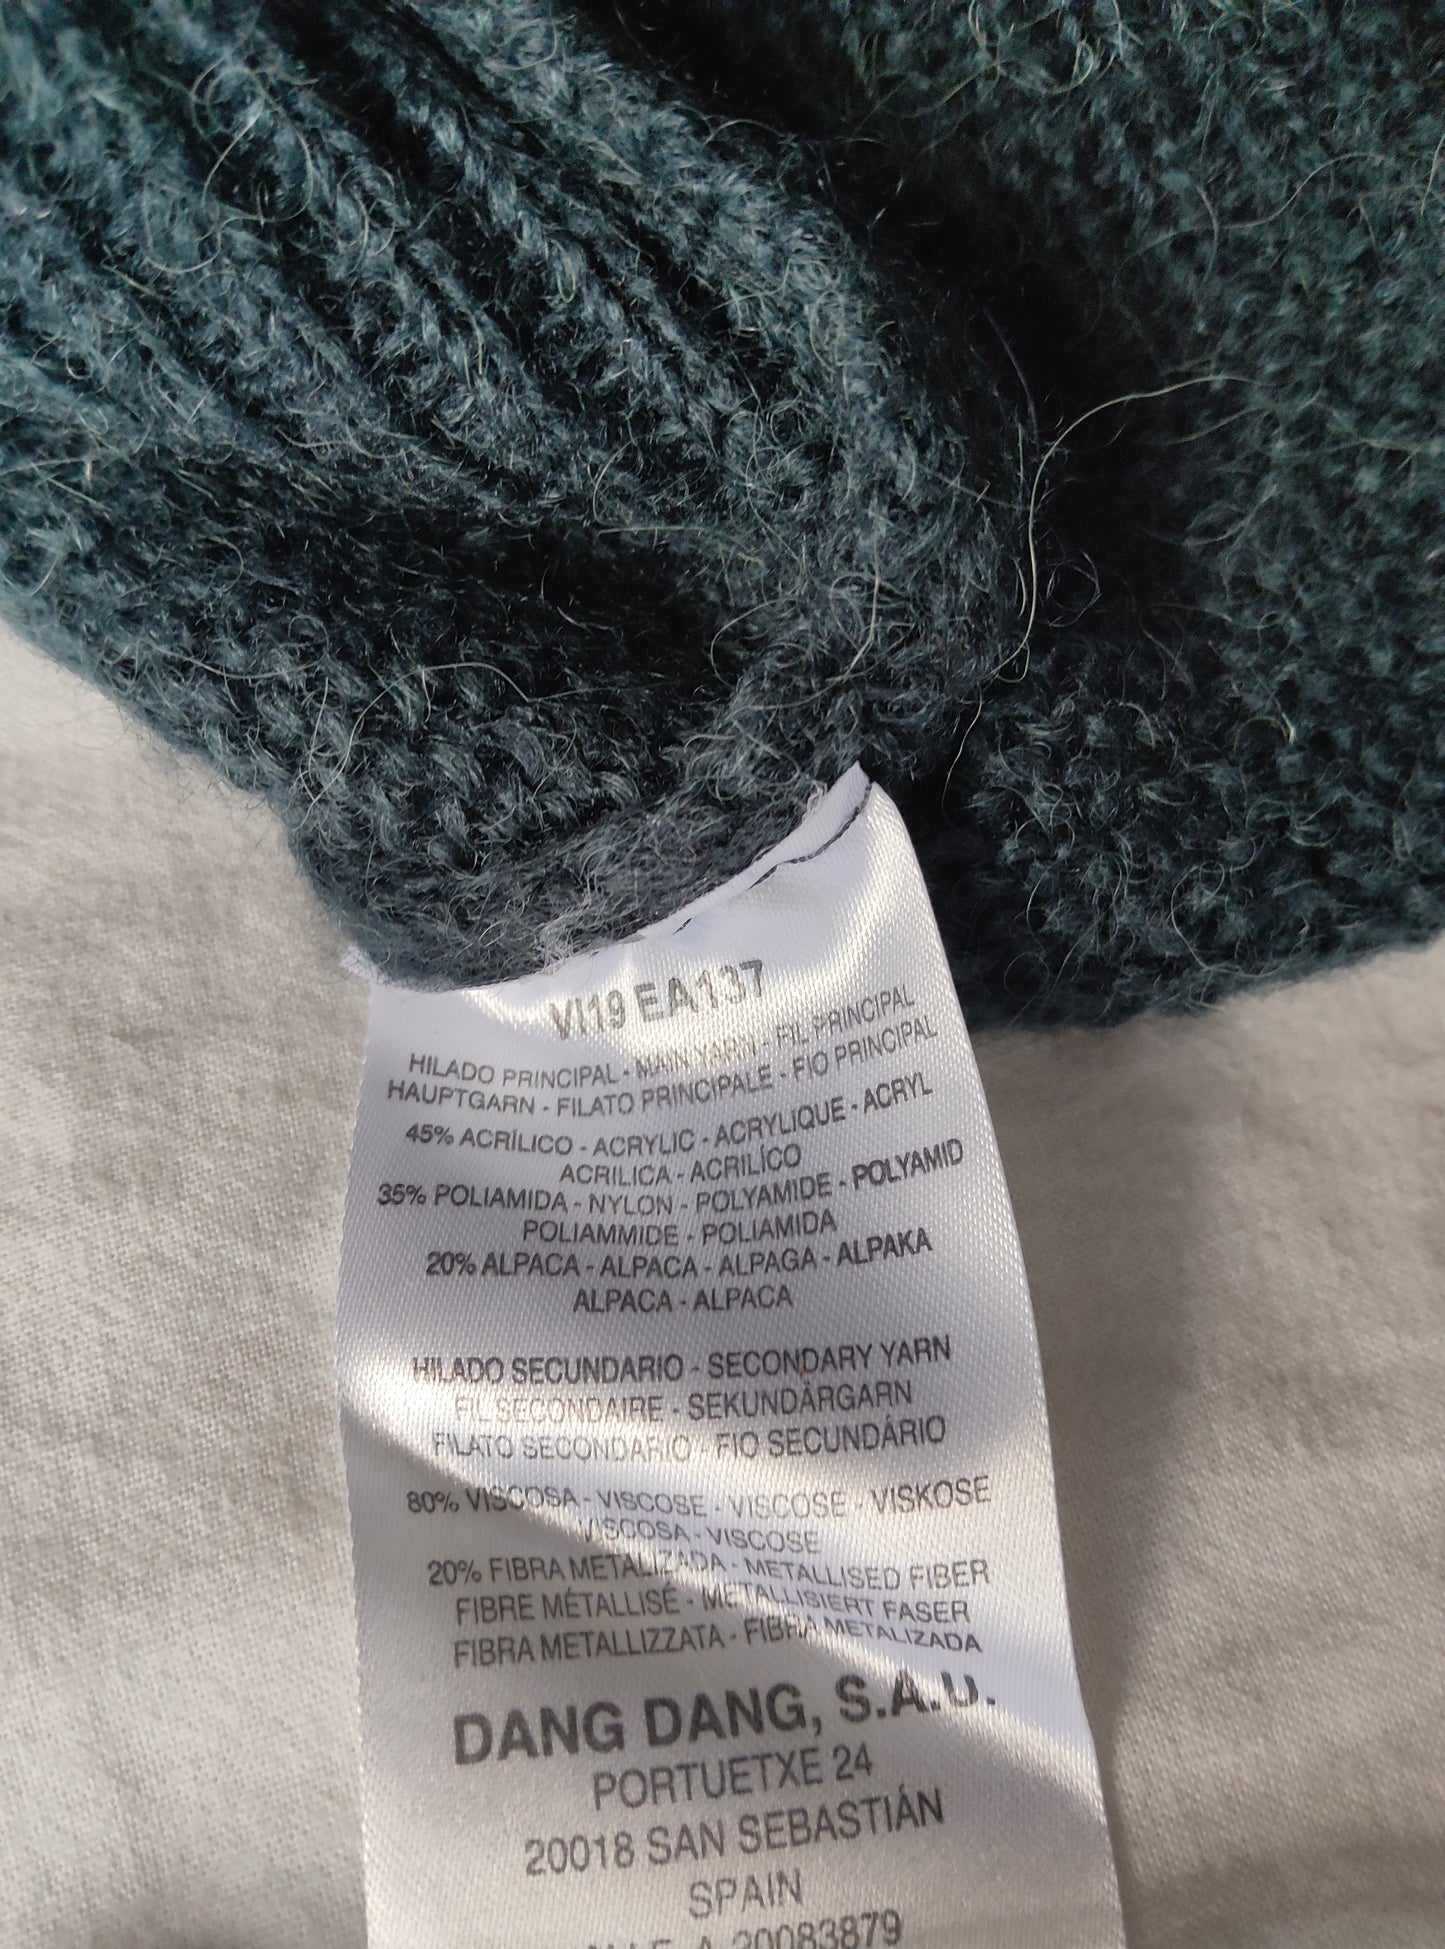 VI19 EA137
HILADO PRINCIPAL - MAIN YARN - FIL PRINCIPAL
HAUPTGARN - FILATO PRINCIPALE - FIO PRINCIPAL
45% ACRÍLICO - ACRYLIC - ACRYLIQUE - ACRYL
ACRILICA - ACRILÍCO
35% POLIAMIDA - NYLON - POLYAMIDE - POLYAMID
POLIAMMIDE - POLIAMIDA
20% ALPACA - ALPACA - ALPAGA - ALPAKA
ALPACA - ALPACA
HILADO SECUNDARIO - SECONDARY YARN
FIL SECONDAIRE - SEKUNDÄRGARN
FILATO SECONDARIO - FIO SECUNDÁRIO
80% VISCOSA - VISCOSE - VISCOSE VISKOSE
VISCOSA - VISCOSE
20% FIBRA METALIZADA - METALLISED FIBER
FIBRE MÉTALLISÉ - METALLISIERT FASER
FIBRA METALLIZZATA - FIBRA METALIZADA
DANG DANG, S.A.U.
PORTUETXE 24
20018 SAN SEBASTIÁN
SPAIN
A 20083879